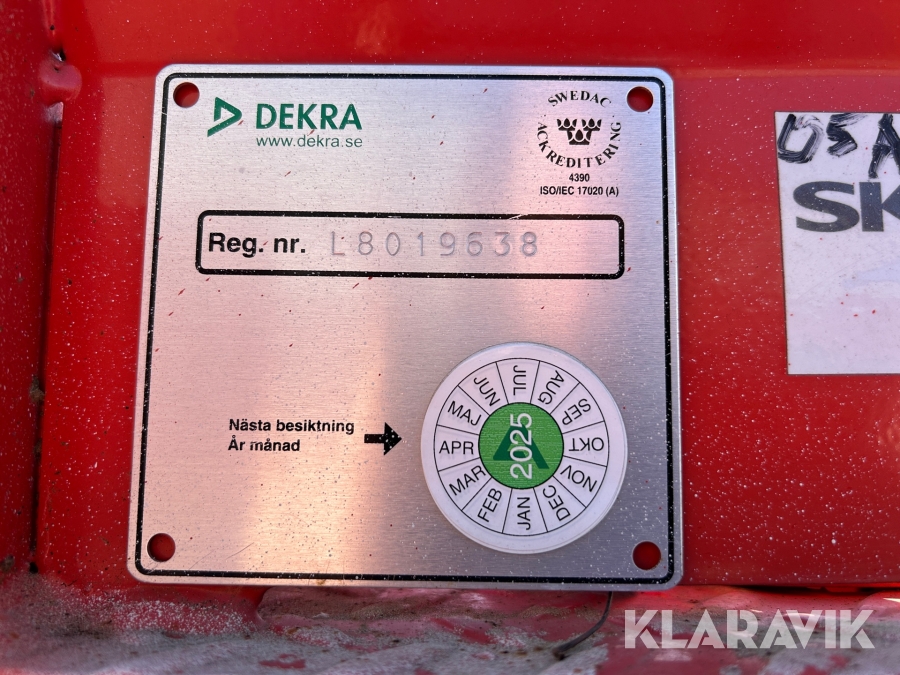 DEKRA
www.dekra.se
SWEDAC
ACKREDITERING
4390
ISO/IEC 17020 (A)
Reg. nr. L8019638
Nästa besiktning
År månad
JAN
FEB
MAR
APR
MAJ
JUN
JUL
AUG
SEP
OKT
NOV
DEC
2025
SK
KLARAVIK